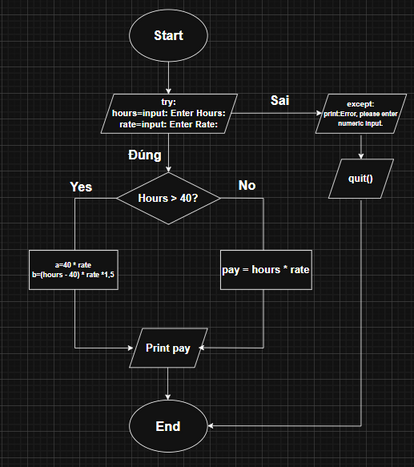 Start
try:
hours=input: Enter Hours:
rate=input: Enter Rate:
Sai
except:
print:Error, please enter
numeric input.
Đúng
quit()
Yes
Hours > 40?
No
a=40 * rate
b=(hours - 40) * rate *1,5
pay = hours * rate
Print pay
End